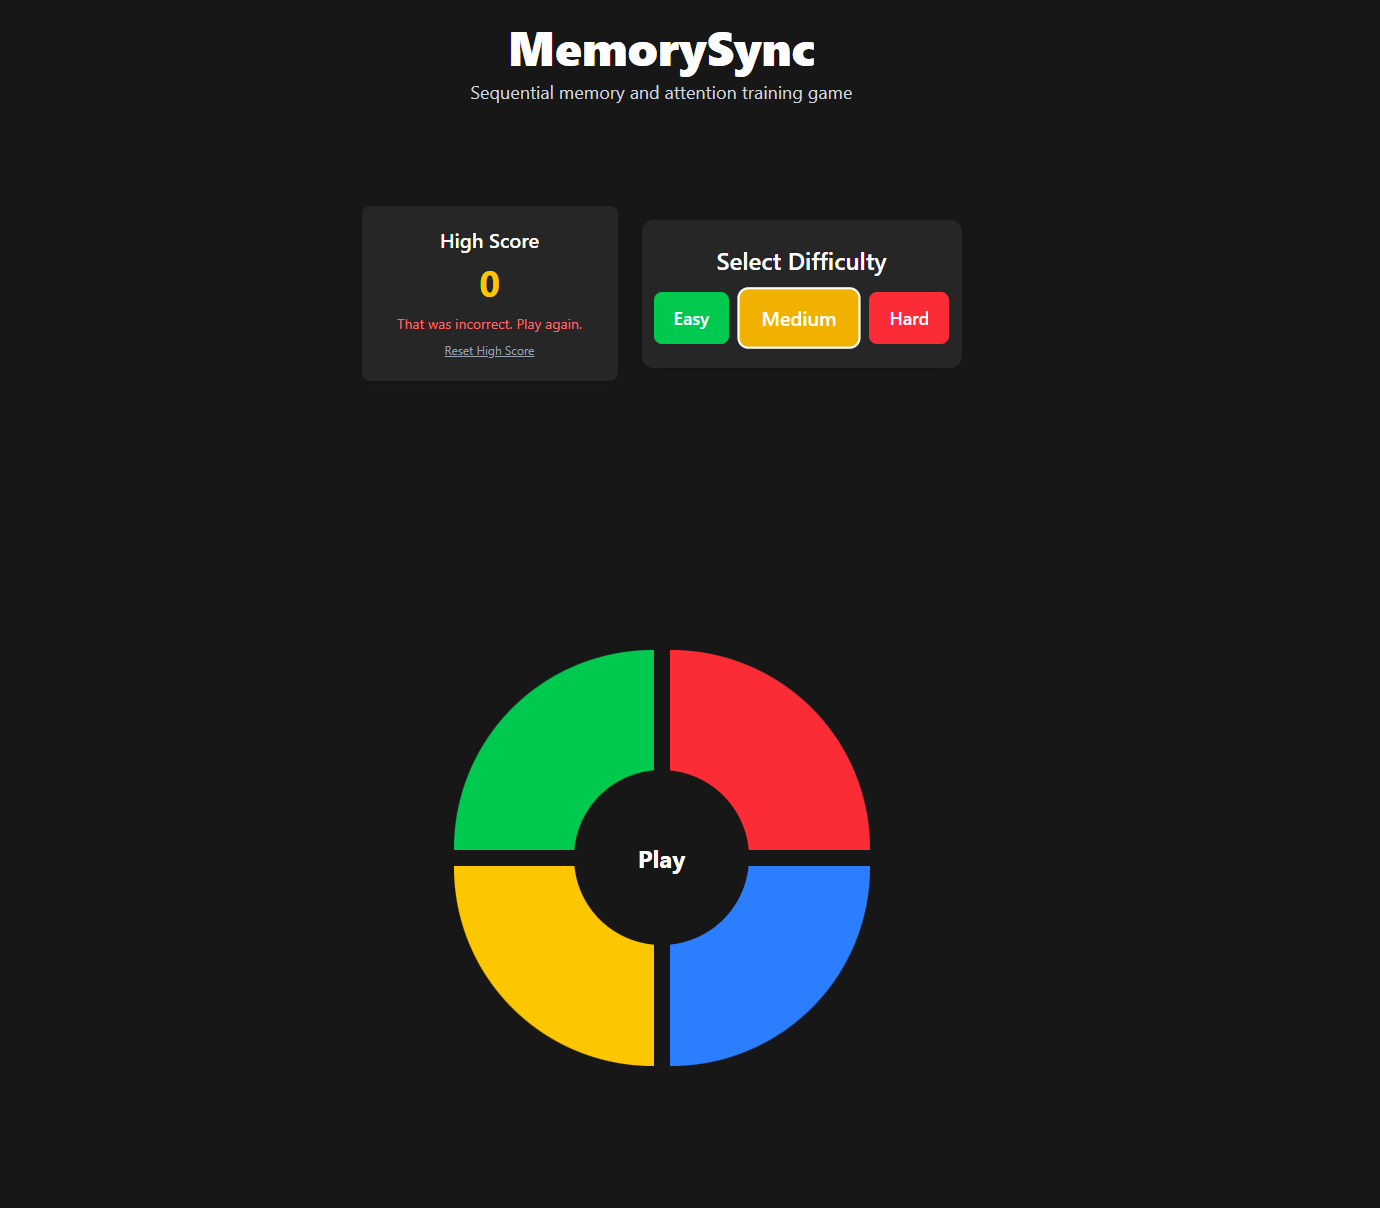 MemorySync
Sequential memory and attention training game
High Score
0
That was incorrect. Play again.
Reset High Score
Select Difficulty
Easy Medium Hard
Play